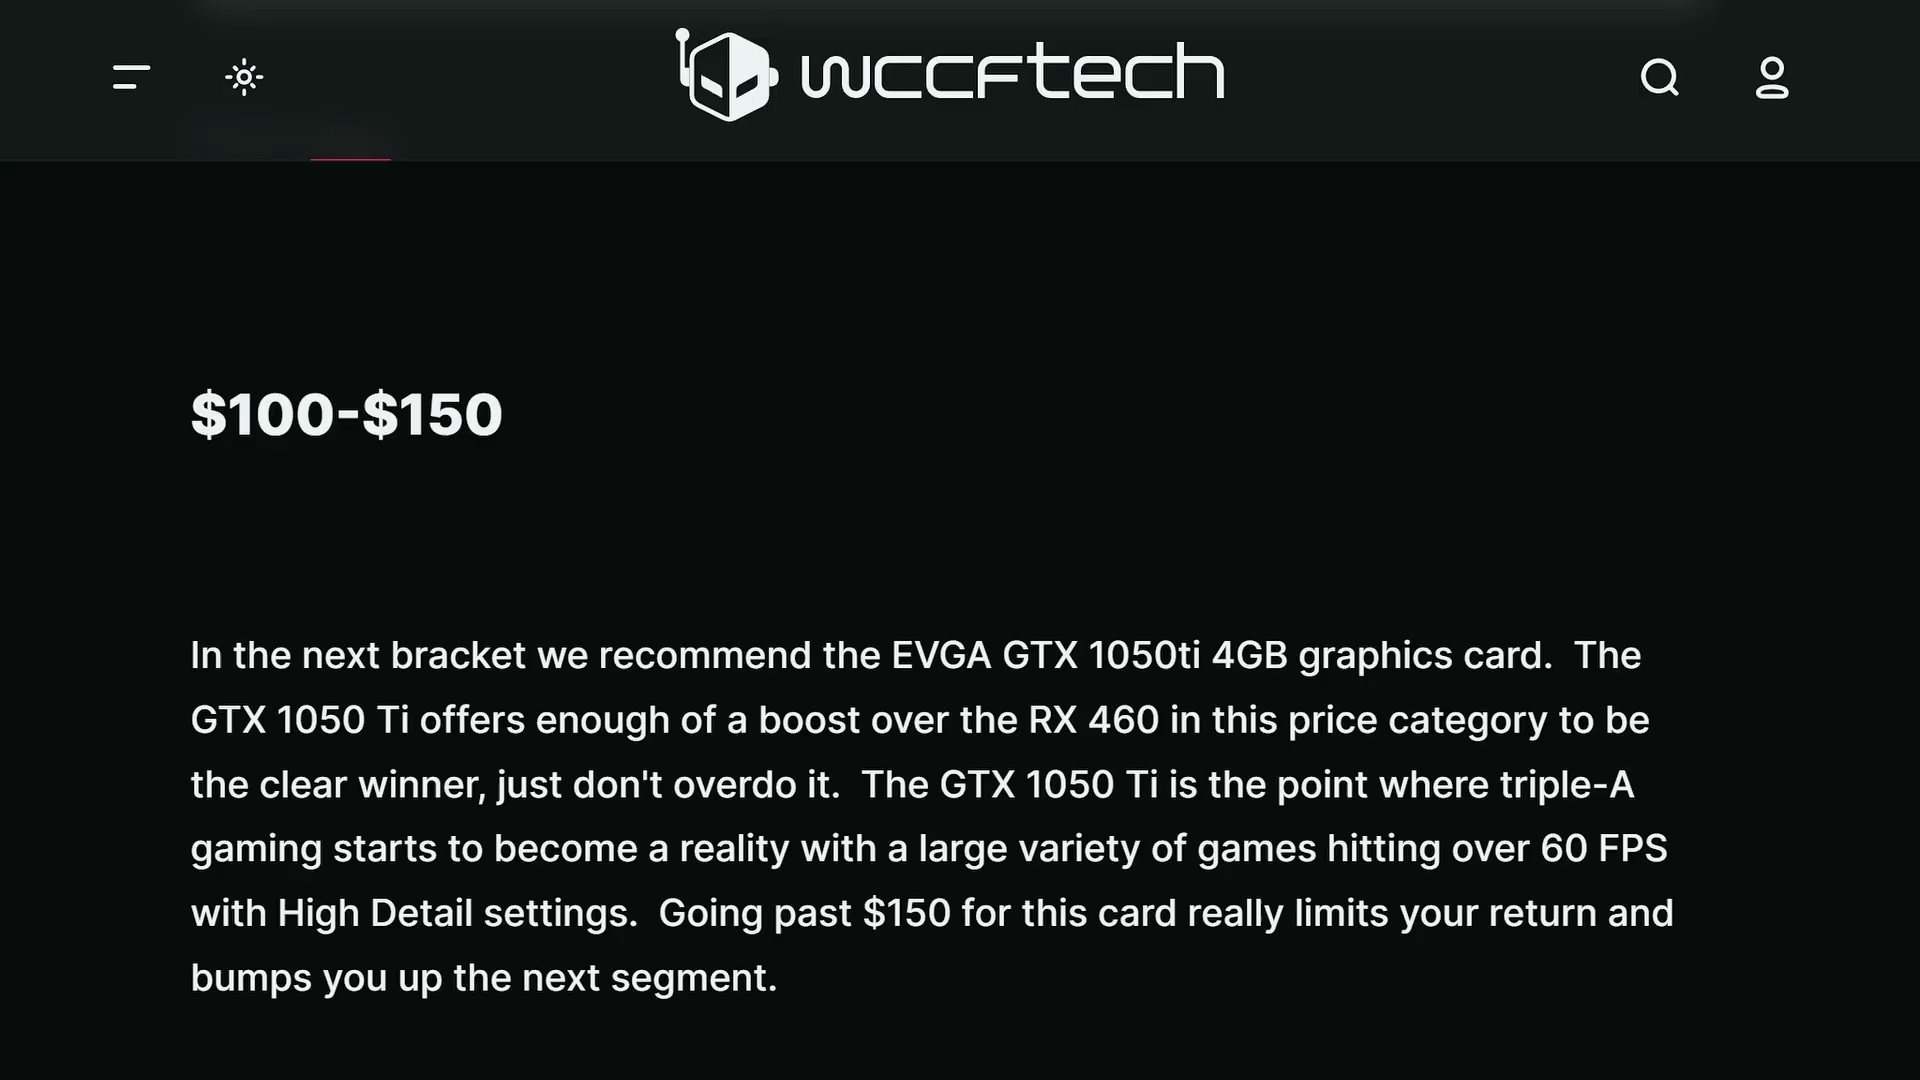 wccftech
$100-$150
In the next bracket we recommend the EVGA GTX 1050ti 4GB graphics card.  The
GTX 1050 Ti offers enough of a boost over the RX 460 in this price category to be
the clear winner, just don't overdo it.  The GTX 1050 Ti is the point where triple-A
gaming starts to become a reality with a large variety of games hitting over 60 FPS
with High Detail settings.  Going past $150 for this card really limits your return and
bumps you up the next segment.